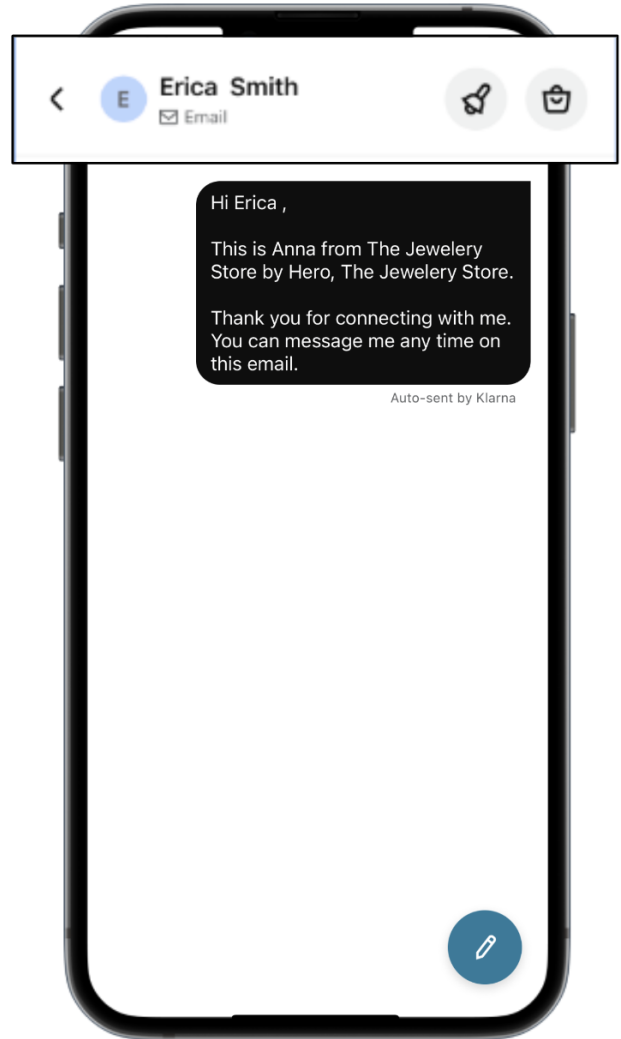 E
Erica Smith
Email
Hi Erica ,
This is Anna from The Jewelery
Store by Hero, The Jewelery Store.
Thank you for connecting with me.
You can message me any time on
this email.
Auto-sent by Klarna